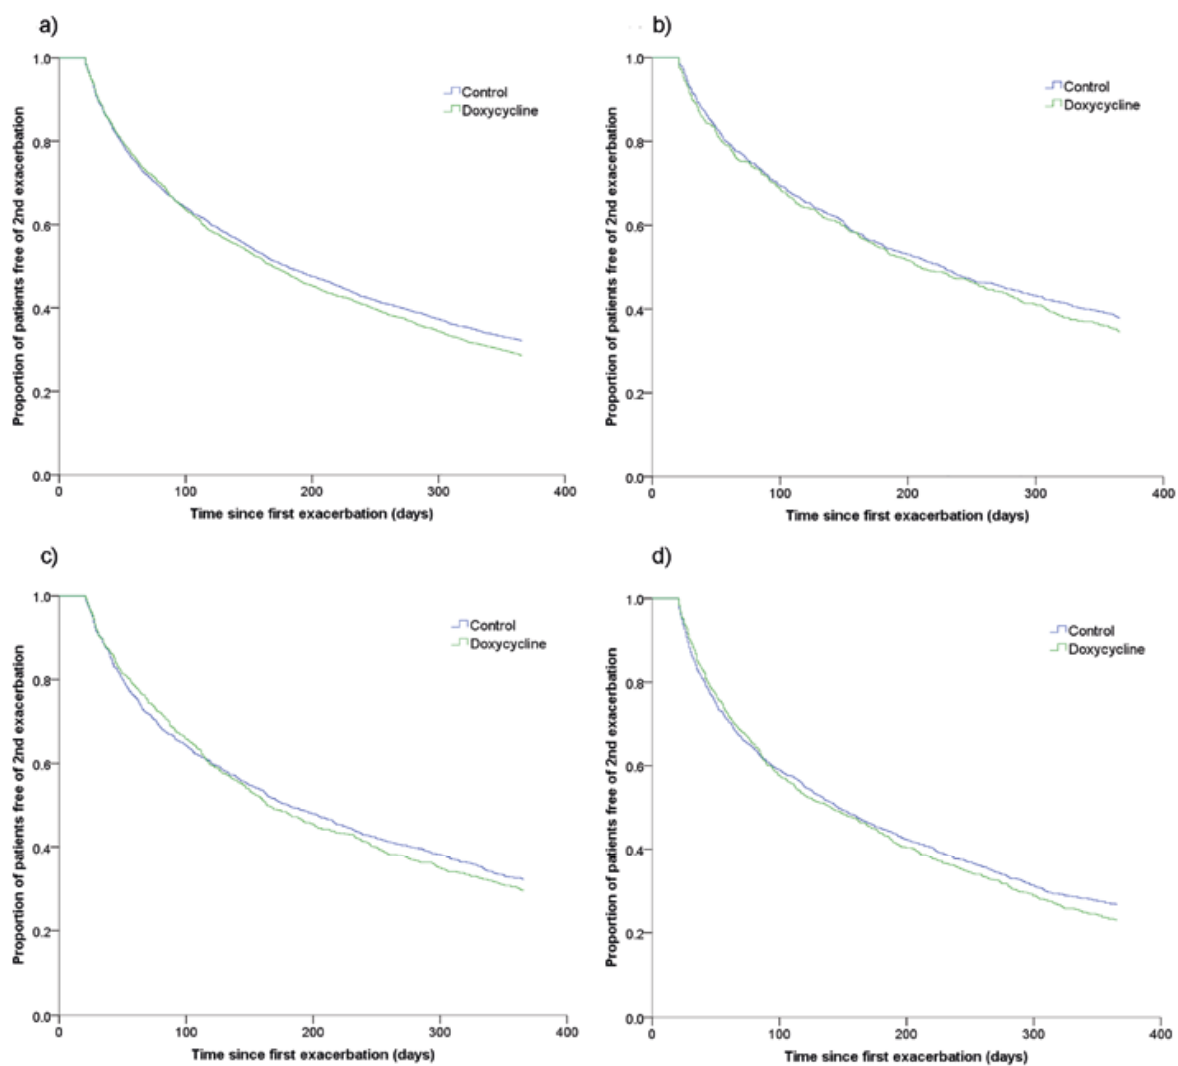 a)
Proportion of patients free of 2nd exacerbation
1.0
0.8
0.6
0.4
0.2
0.0
Control
Doxycycline
0 100 200 300 400
Time since first exacerbation (days)
b)
Proportion of patients free of 2nd exacerbation
1.0
0.8
0.6
0.4
0.2
0.0
Control
Doxycycline
0 100 200 300 400
Time since first exacerbation (days)
c)
Proportion of patients free of 2nd exacerbation
1.0
0.8
0.6
0.4
0.2
0.0
Control
Doxycycline
0 100 200 300 400
Time since first exacerbation (days)
d)
Proportion of patients free of 2nd exacerbation
1.0
0.8
0.6
0.4
0.2
0.0
Control
Doxycycline
0 100 200 300 400
Time since first exacerbation (days)